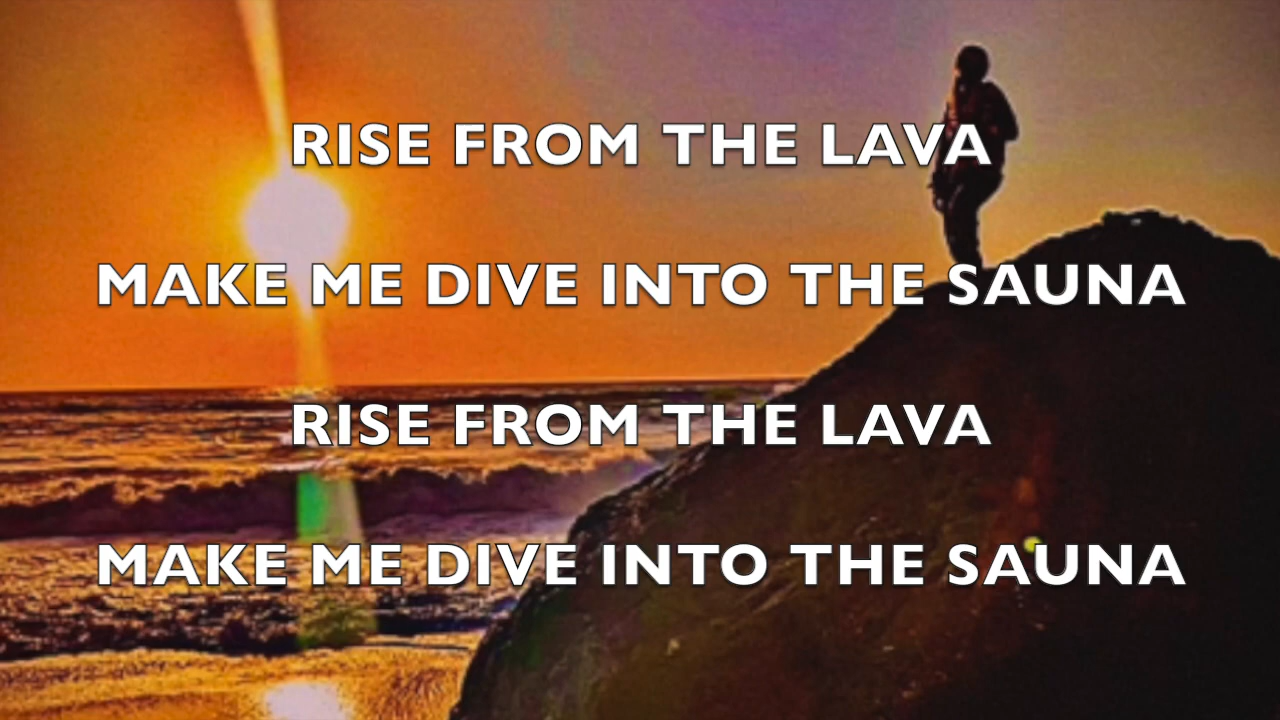 RISE FROM THE LAVA
MAKE ME DIVE INTO THE SAUNA
RISE FROM THE LAVA
MAKE ME DIVE INTO THE SAUNA